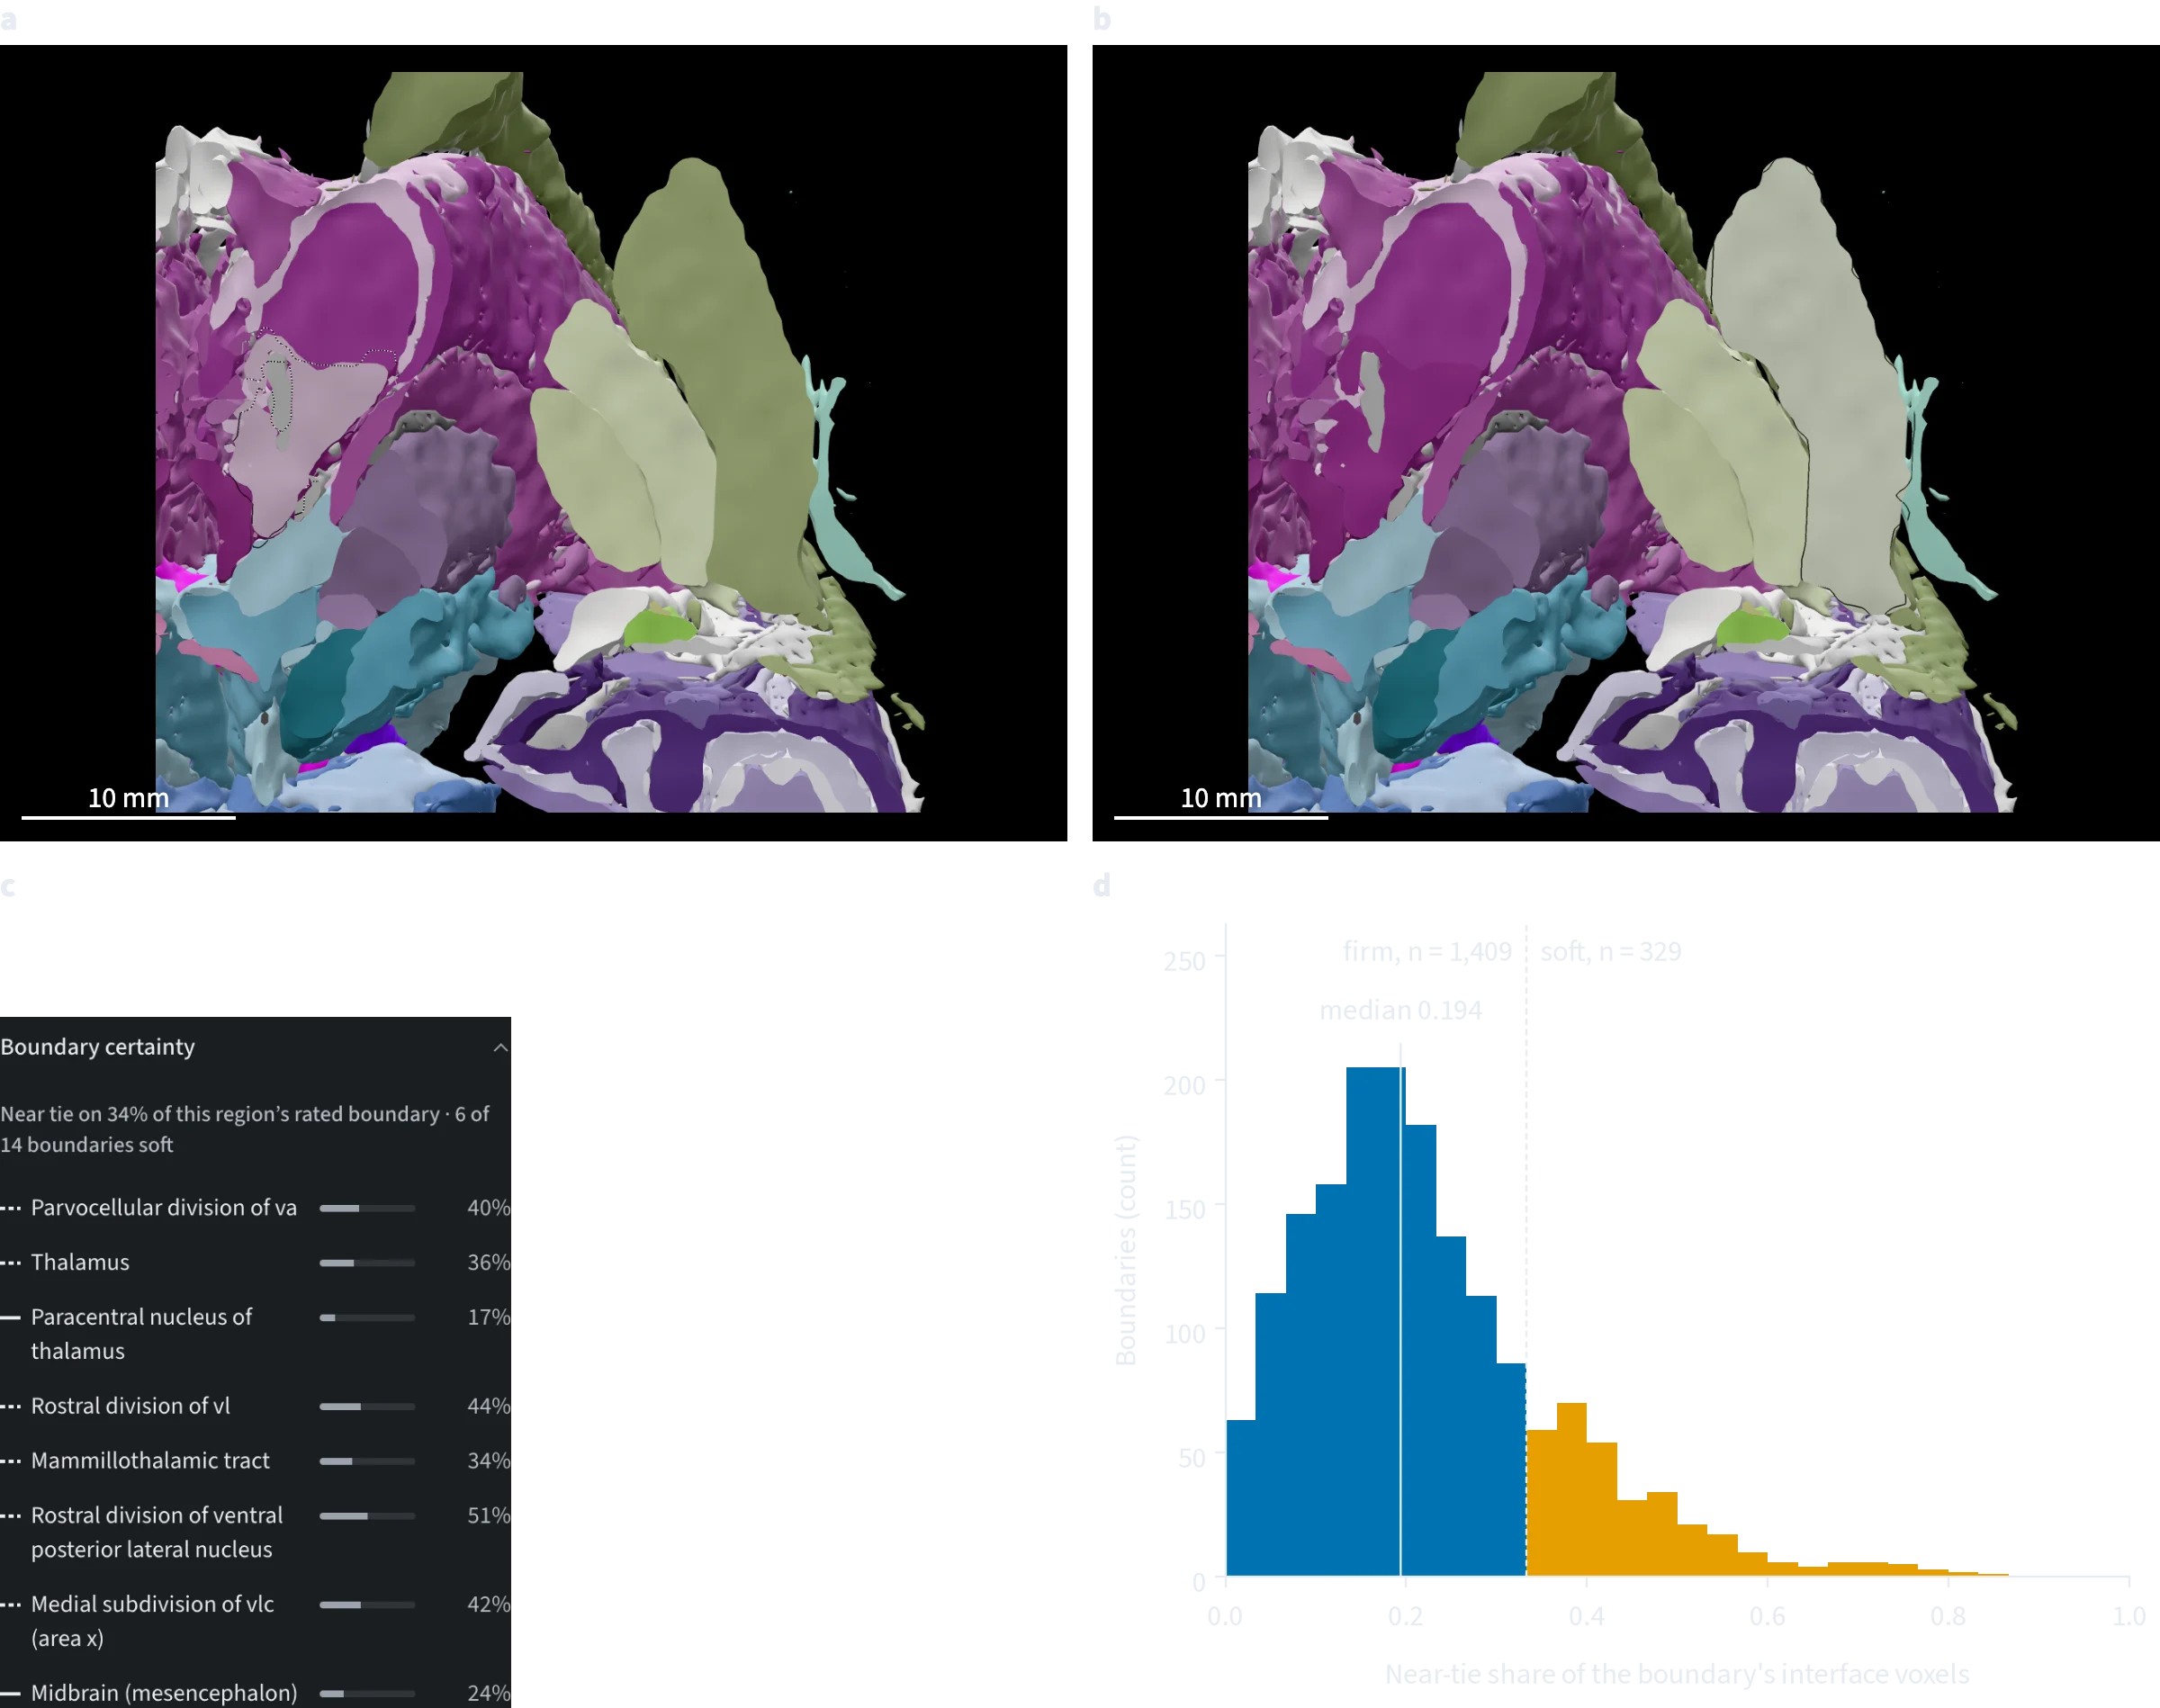 a
b
10 mm
10 mm
c
Boundary certainty
Near tie on 34% of this region’s rated boundary · 6 of
14 boundaries soft
Parvocellular division of va 40%
Thalamus 36%
Paracentral nucleus of
thalamus 17%
Rostral division of vl 44%
Mammillothalamic tract 34%
Rostral division of ventral
posterior lateral nucleus 51%
Medial subdivision of vlc
(area x) 42%
Midbrain (mesencephalon) 24%
d
firm, n = 1,409
soft, n = 329
median 0.194
Boundaries (count)
250
200
150
100
50
0
0.0 0.2 0.4 0.6 0.8 1.0
Near-tie share of the boundary's interface voxels